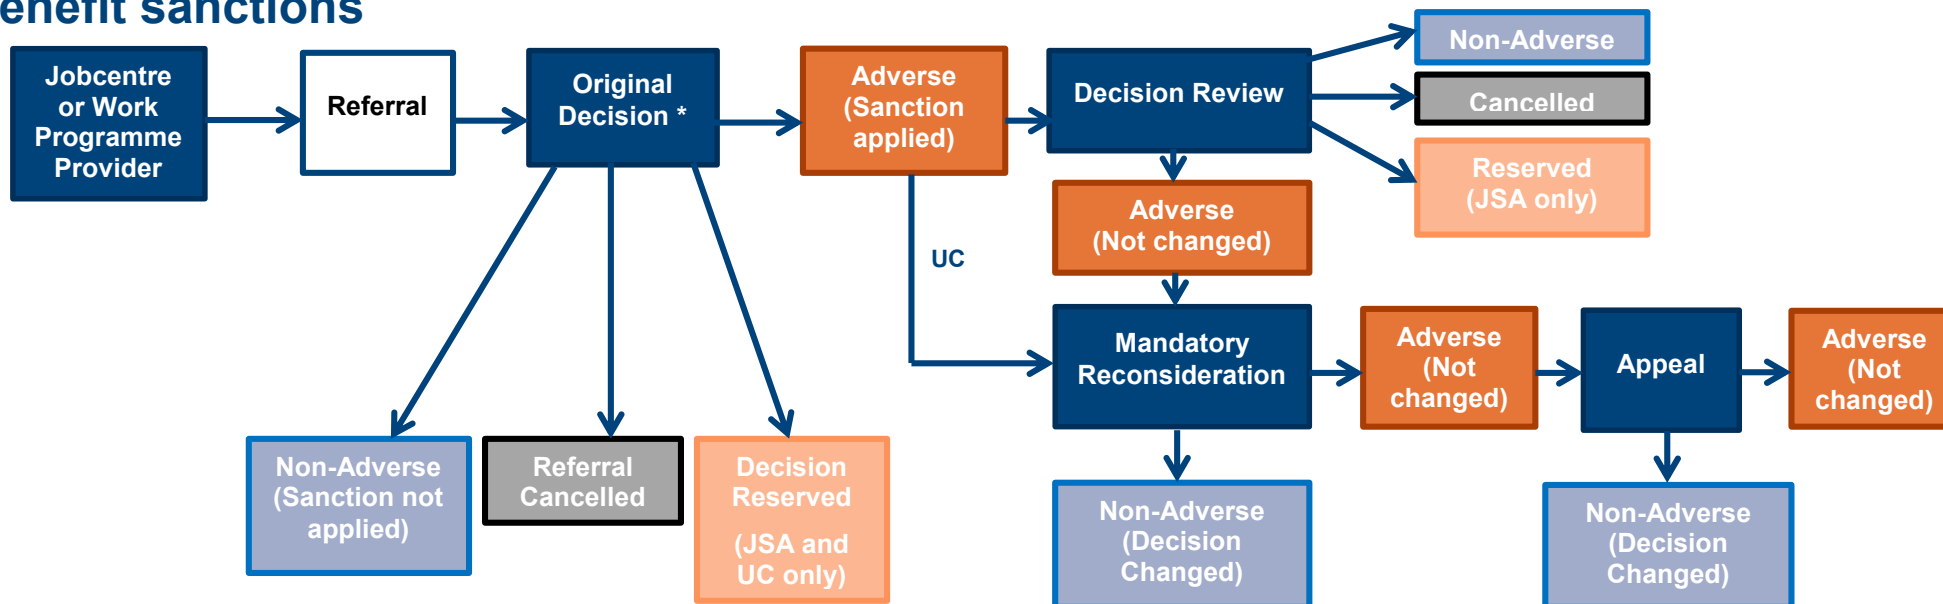 enefit sanctions
Jobcentre
or Work
Programme
Provider
Referral
Original
Decision *
Adverse
(Sanction
applied)
Decision Review
Non-Adverse
Cancelled
Reserved
(JSA only)
Adverse
(Not changed)
UC
Mandatory
Reconsideration
Adverse
(Not
changed)
Appeal
Adverse
(Not
changed)
Non-Adverse
(Sanction not
applied)
Referral
Cancelled
Decision
Reserved
(JSA and
UC only)
Non-Adverse
(Decision
Changed)
Non-Adverse
(Decision
Changed)